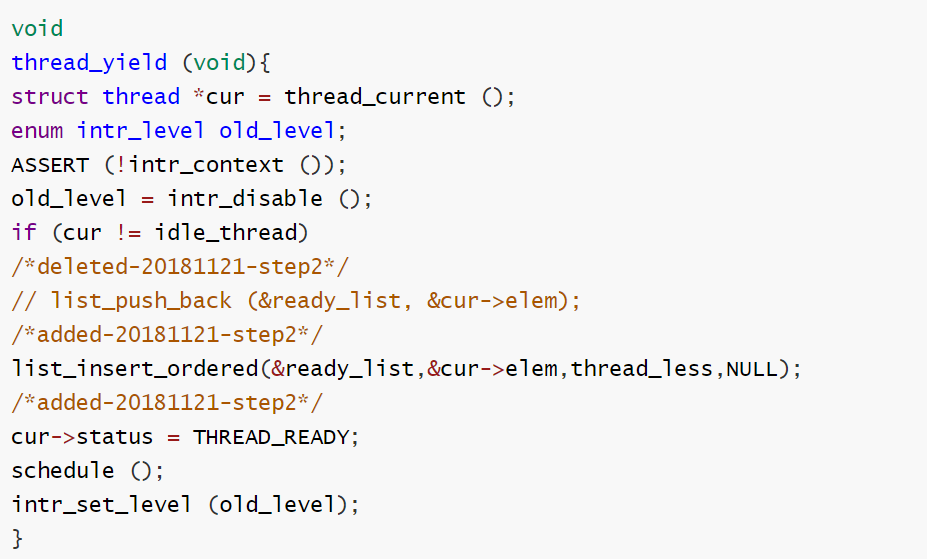 void
thread_yield (void){
struct thread *cur = thread_current ();
enum intr_level old_level;
ASSERT (!intr_context ());
old_level = intr_disable ();
if (cur != idle_thread)
/*deleted-20181121-step2*/
// list_push_back (&ready_list, &cur->elem);
/*added-20181121-step2*/
list_insert_ordered(&ready_list,&cur->elem,thread_less,NULL);
/*added-20181121-step2*/
cur->status = THREAD_READY;
schedule ();
intr_set_level (old_level);
}